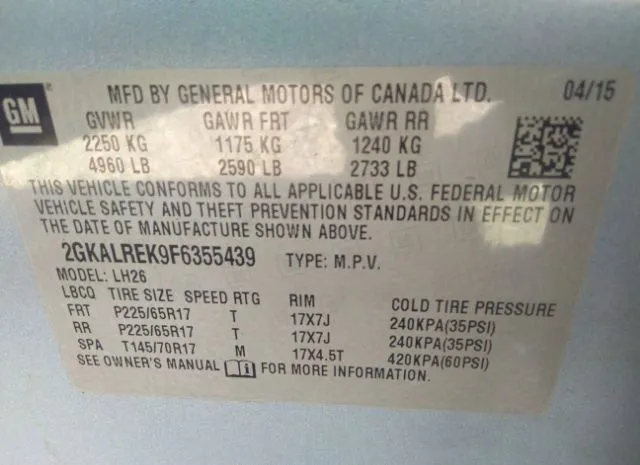 GM
MFD BY GENERAL MOTORS OF CANADA LTD. 04/15
GVWR GAWR FRT GAWR RR
2250 KG 1175 KG 1240 KG
4960 LB 2590 LB 2733 LB
THIS VEHICLE CONFORMS TO ALL APPLICABLE U.S. FEDERAL MOTOR
VEHICLE SAFETY AND THEFT PREVENTION STANDARDS IN EFFECT ON
THE DATE OF MANUFACTURE SHOWN ABOVE.
2GKALREK9F6355439 TYPE: M.P.V.
MODEL: LH26
LBCQ TIRE SIZE SPEED RTG RIM COLD TIRE PRESSURE
FRT P225/65R17 T 17X7J 240KPA(35PSI)
RR P225/65R17 T 17X7J 240KPA(35PSI)
SPA T145/70R17 M 17X4.5T 420KPA(60PSI)
SEE OWNER'S MANUAL FOR MORE INFORMATION.